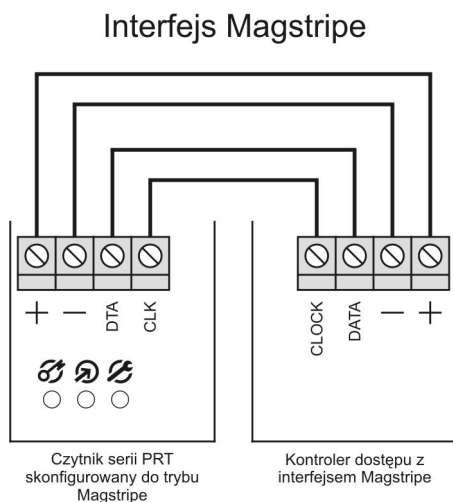 Interfejs Magstripe
+ — DTA CLK
CLOCK DATA — +
Czytnik serii PRT
skonfigurowany do trybu
Magstripe
Kontroler dostępu z
interfejsem Magstripe